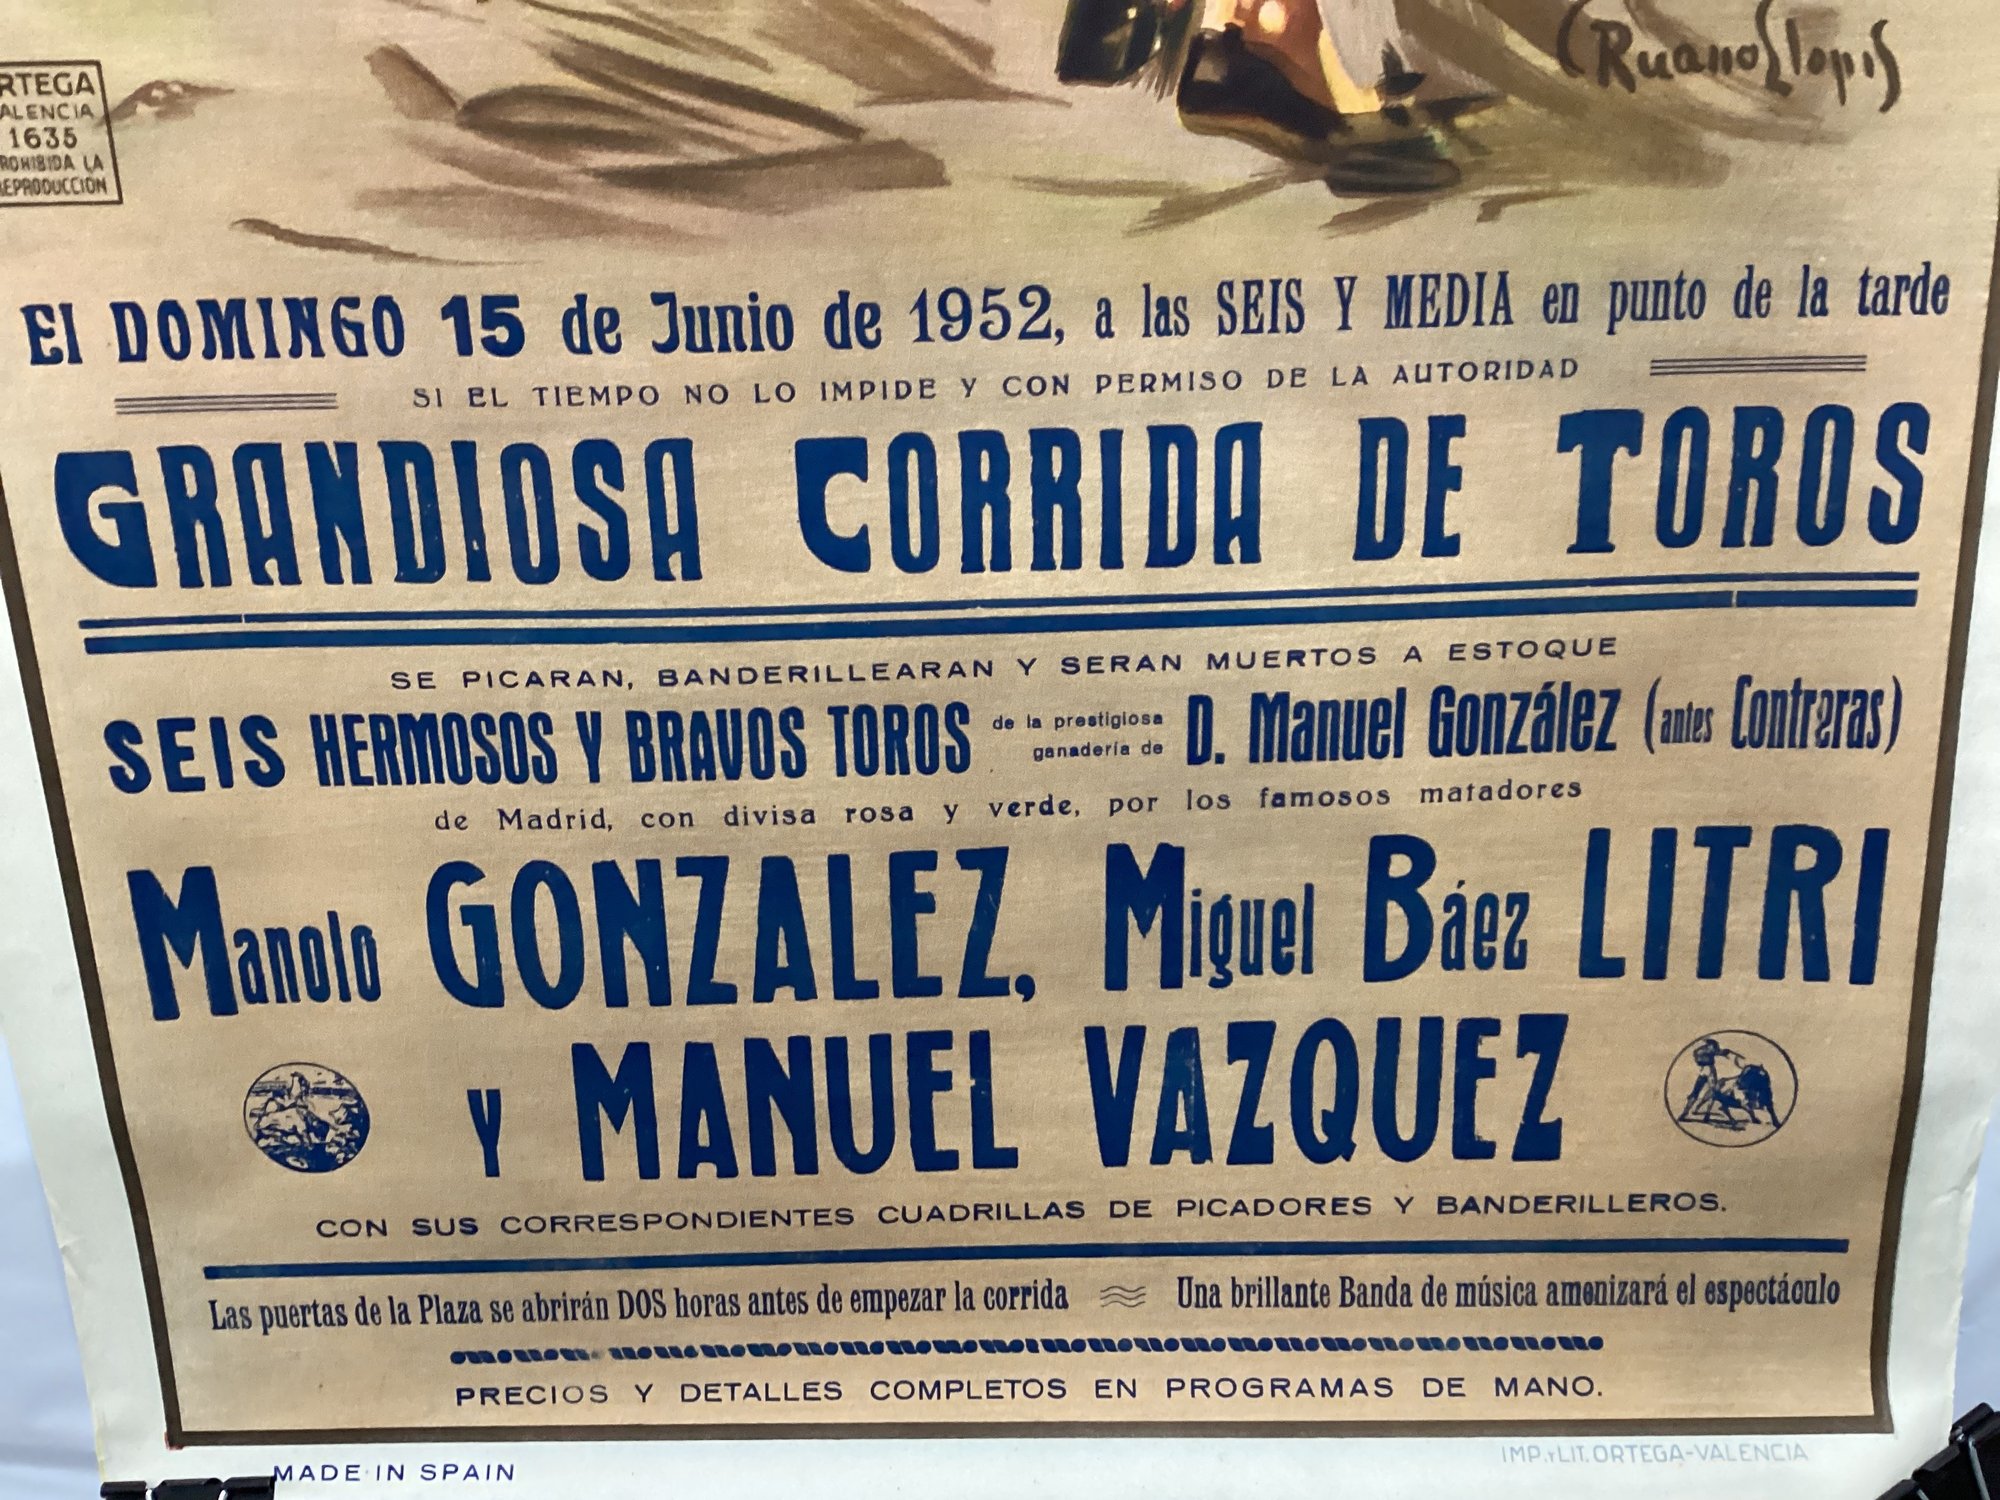 Ruano Llopis
ORTEGA
VALENCIA
1635
PROHIBIDA LA
REPRODUCCIÓN
El DOMINGO 15 de Junio de 1952, a las SEIS Y MEDIA en punto de la tarde
SI EL TIEMPO NO LO IMPIDE Y CON PERMISO DE LA AUTORIDAD
GRANDIOSA CORRIDA DE TOROS
SE PICARAN, BANDERILLEARAN Y SERAN MUERTOS A ESTOQUE
SEIS HERMOSOS Y BRAVOS TOROS de la prestigiosa ganadería de D. Manuel González (antes Contreras)
de Madrid, con divisa rosa y verde, por los famosos matadores
Manolo GONZALEZ, Miguel Báez LITRI
Y MANUEL VAZQUEZ
CON SUS CORRESPONDIENTES CUADRILLAS DE PICADORES Y BANDERILLEROS.
Las puertas de la Plaza se abrirán DOS horas antes de empezar la corrida Una brillante Banda de música amenizará el espectáculo
PRECIOS Y DETALLES COMPLETOS EN PROGRAMAS DE MANO.
IMP. Y LIT. ORTEGA-VALENCIA
MADE IN SPAIN